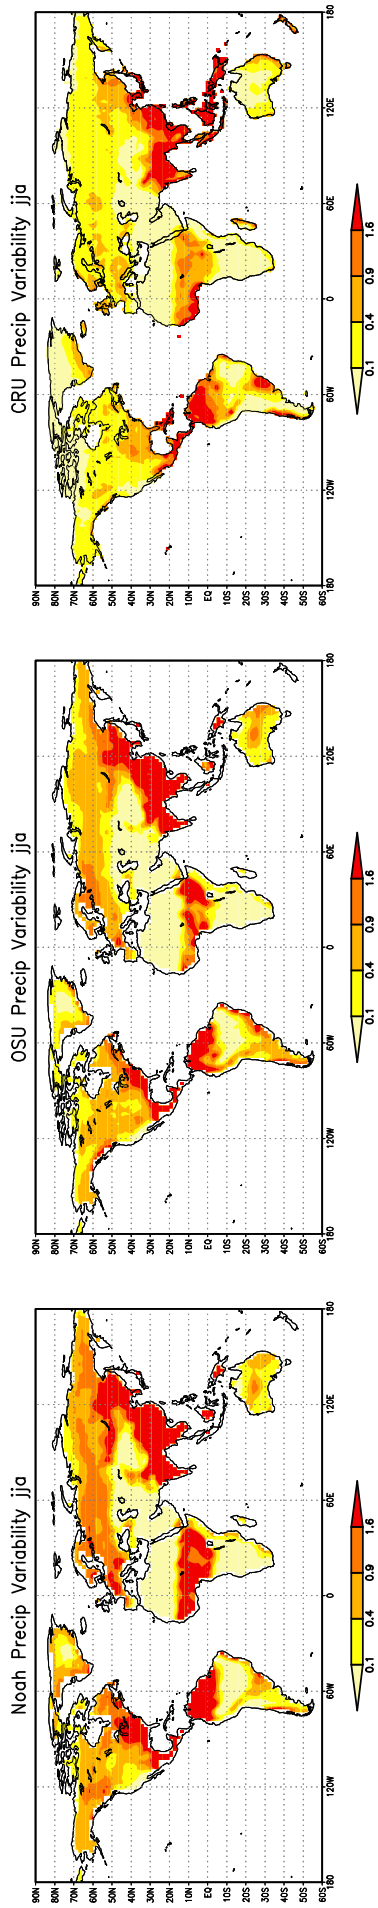 Noah Precip Variability jja
90N
80N
70N
60N
50N
40N
30N
20N
10N
EQ
10S
20S
30S
40S
50S
60S
180 120W 60W 0 60E 120E 180
0.1 0.4 0.9 1.6
OSU Precip Variability jja
90N
80N
70N
60N
50N
40N
30N
20N
10N
EQ
10S
20S
30S
40S
50S
60S
180 120W 60W 0 60E 120E 180
0.1 0.4 0.9 1.6
CRU Precip Variability jja
90N
80N
70N
60N
50N
40N
30N
20N
10N
EQ
10S
20S
30S
40S
50S
60S
180 120W 60W 0 60E 120E 180
0.1 0.4 0.9 1.6